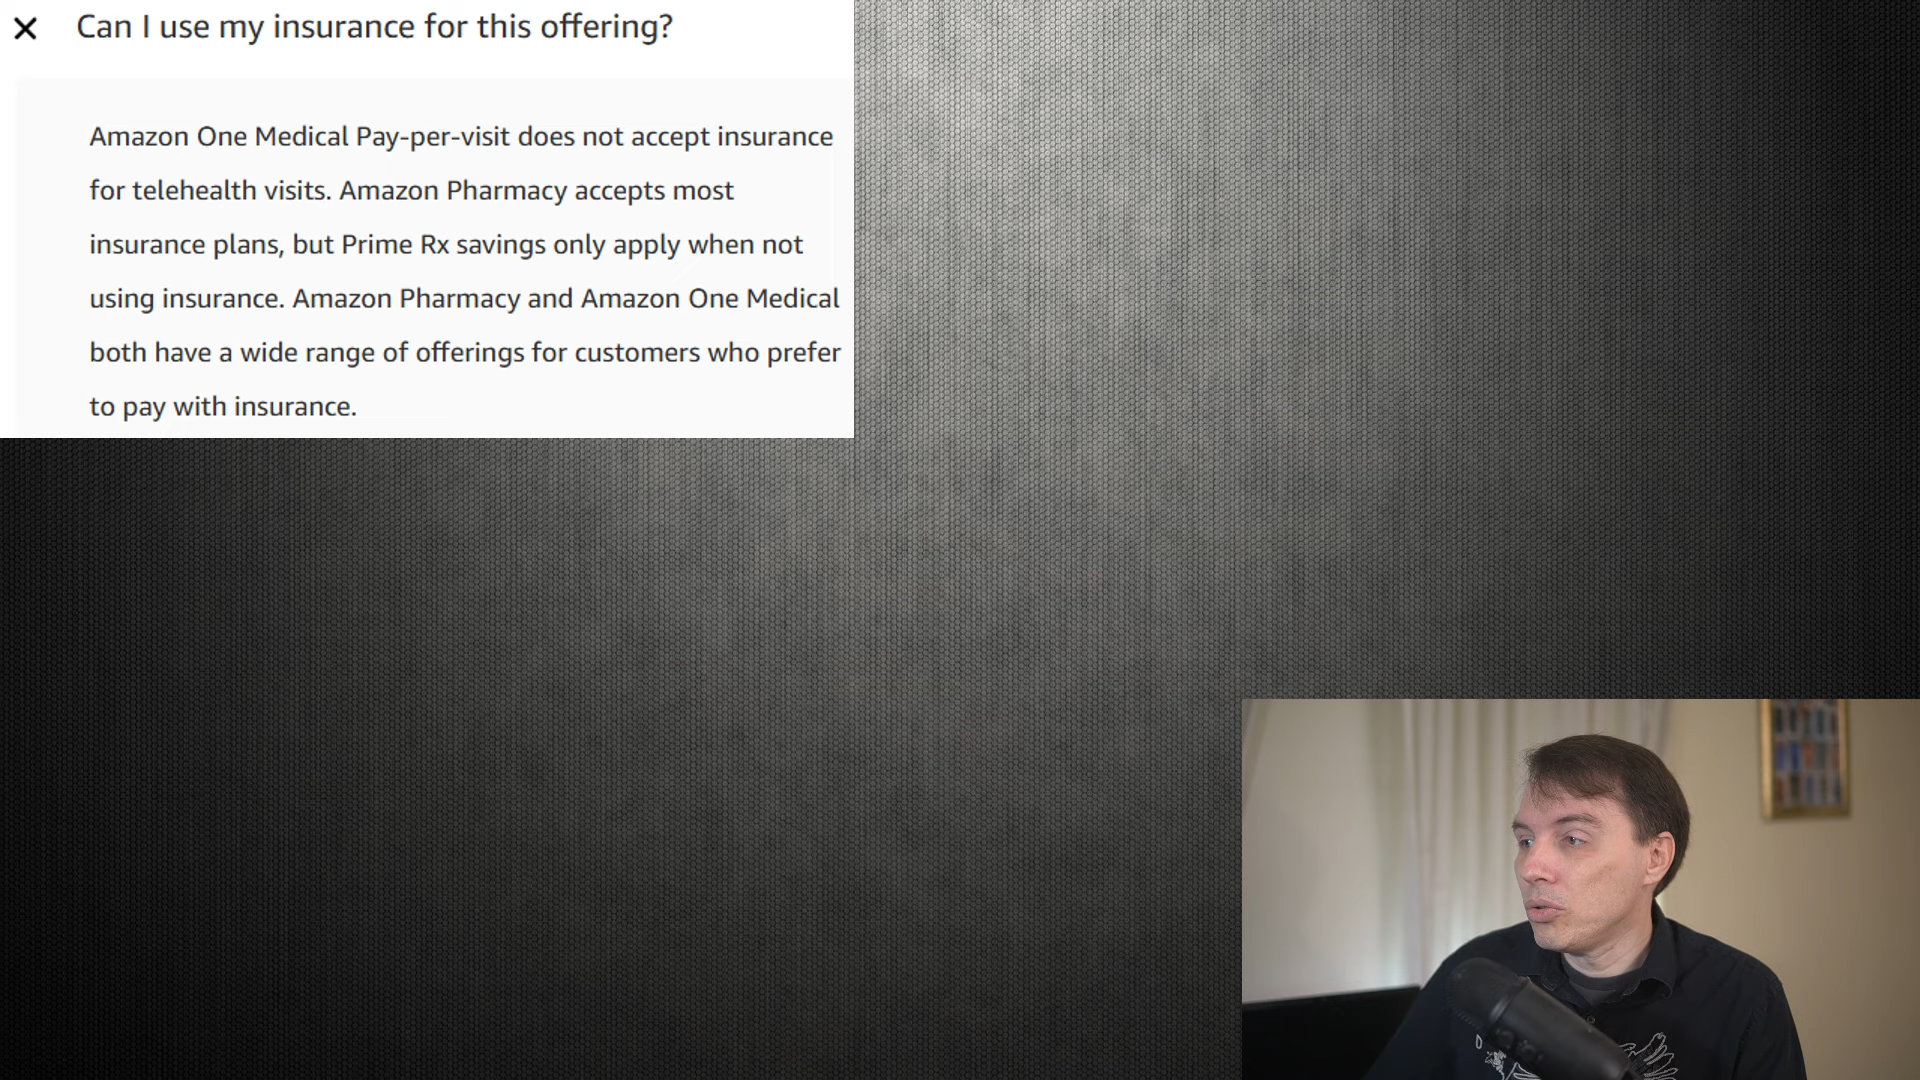 Can I use my insurance for this offering?
Amazon One Medical Pay-per-visit does not accept insurance
for telehealth visits. Amazon Pharmacy accepts most
insurance plans, but Prime Rx savings only apply when not
using insurance. Amazon Pharmacy and Amazon One Medical
both have a wide range of offerings for customers who prefer
to pay with insurance.